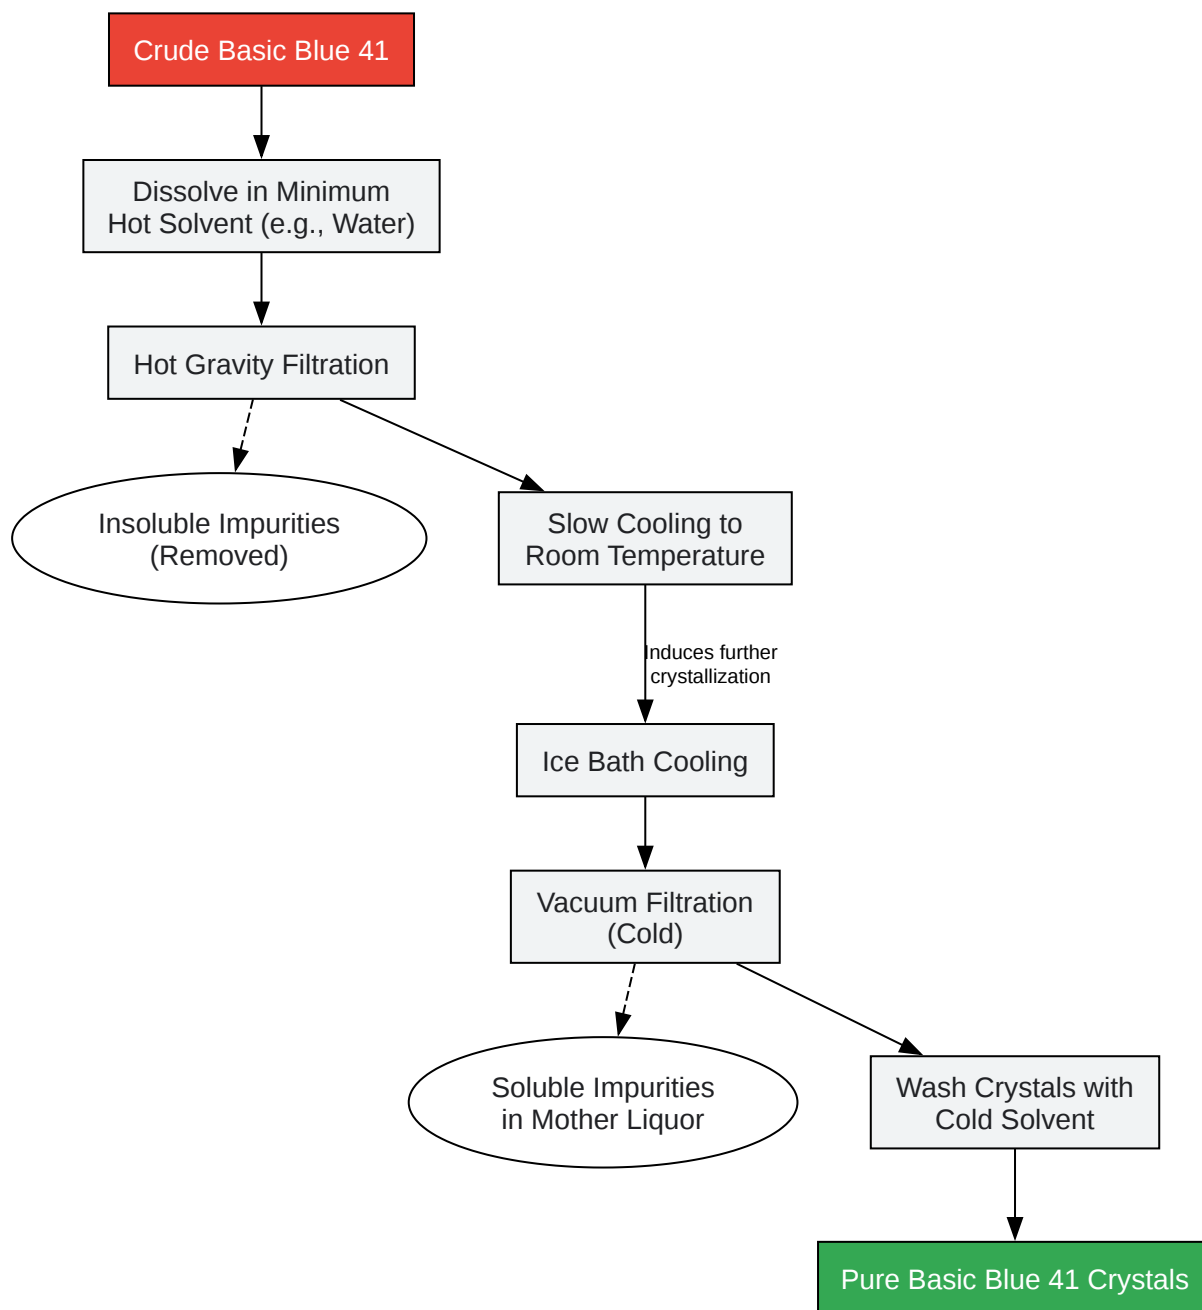 Crude Basic Blue 41
Dissolve in Minimum
Hot Solvent (e.g., Water)
Hot Gravity Filtration
Insoluble Impurities
(Removed)
Slow Cooling to
Room Temperature
Induces further
crystallization
Ice Bath Cooling
Vacuum Filtration
(Cold)
Soluble Impurities
in Mother Liquor
Wash Crystals with
Cold Solvent
Pure Basic Blue 41 Crystals